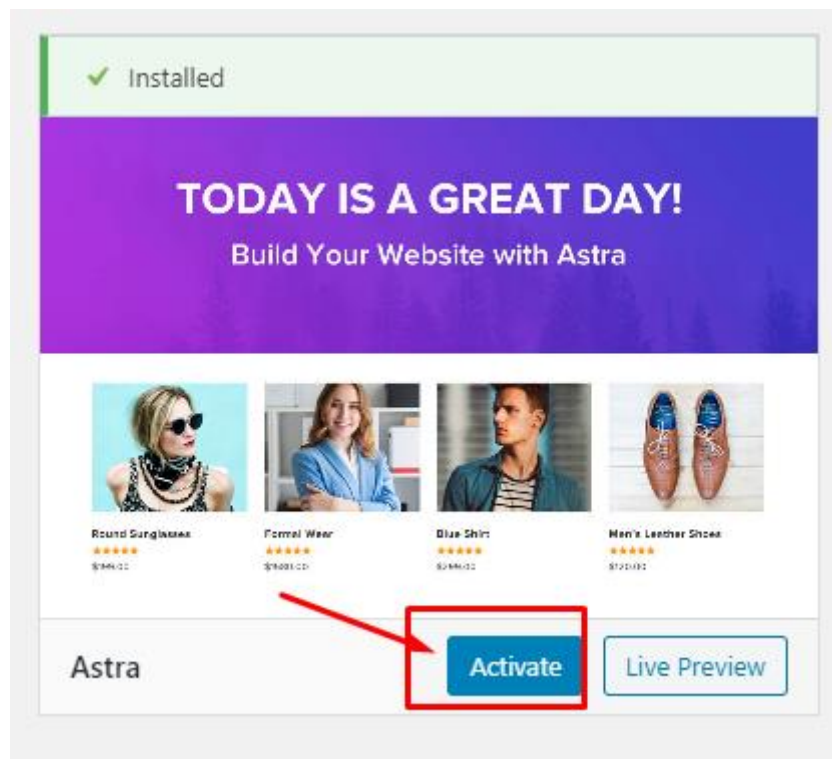 Installed
TODAY IS A GREAT DAY!
Build Your Website with Astra
Round Sunglasses
Formal Wear
Blue Shirt
Men's Leather Shoes
Astra
Activate
Live Preview